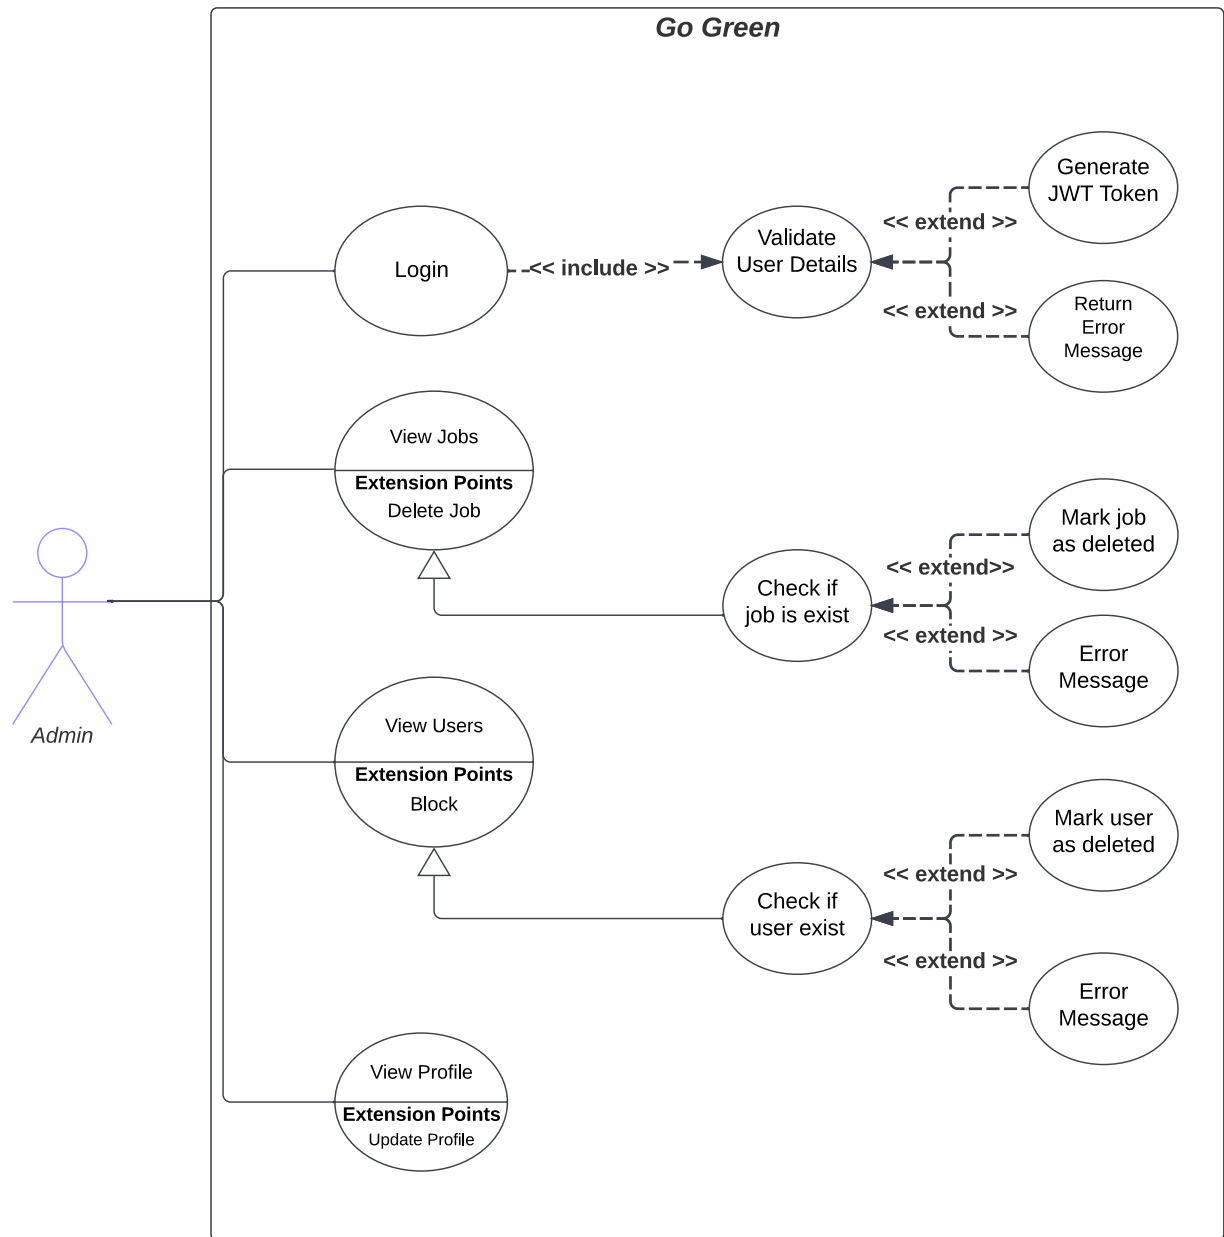 Go Green
Generate
JWT Token
<< extend >>
Validate
User Details
Login
<< include >>
<< extend >>
Return
Error
Message
View Jobs
Extension Points
Delete Job
Mark job
as deleted
<< extend>>
Check if
job is exist
<< extend >>
Error
Message
Admin
View Users
Extension Points
Block
Mark user
as deleted
<< extend >>
Check if
user exist
<< extend >>
Error
Message
View Profile
Extension Points
Update Profile